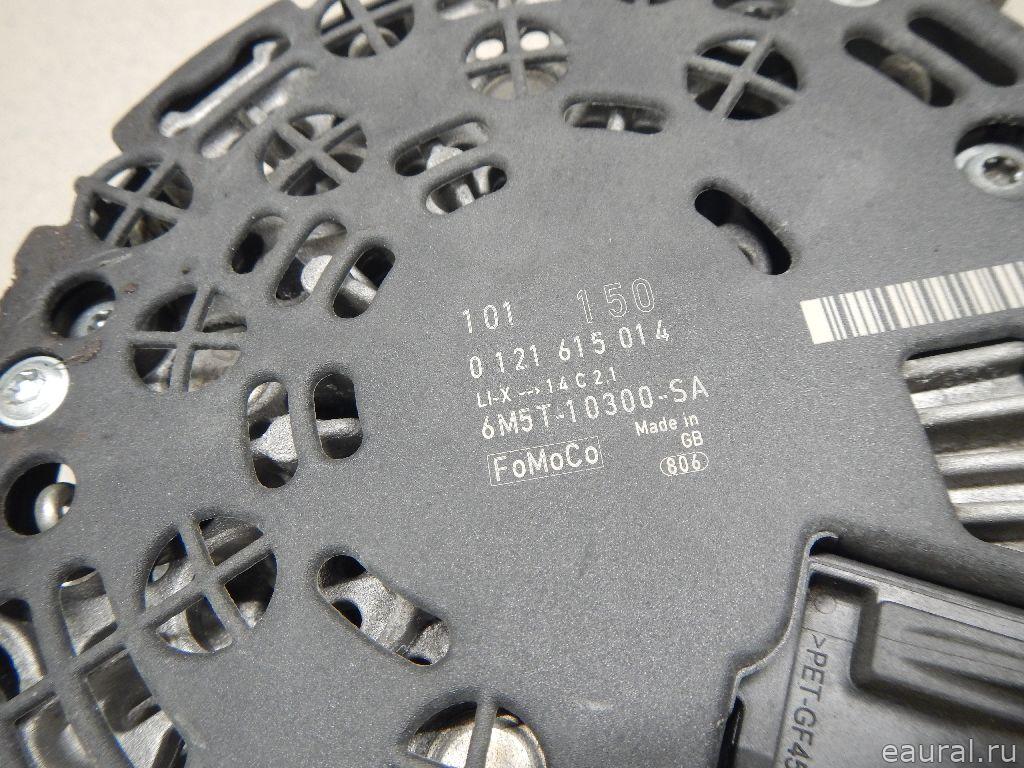 101 150
0 121 615 014
LI-X → 14 C 2.1
6M5T-10300-SA
Made in
GB
FoMoCo
806
>PET-GF45
eaural.ru